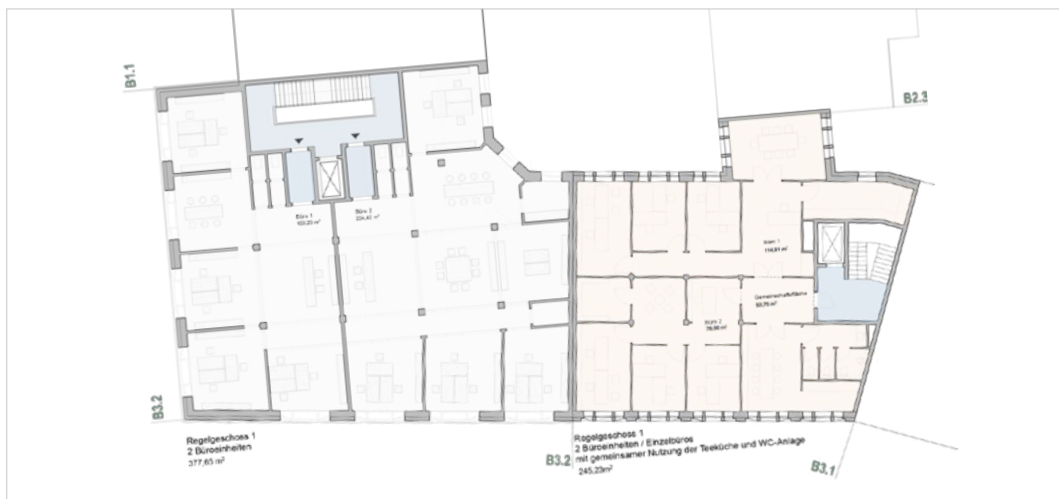 B1.1
B2.3
Büro 1
Büro 2
Büro 1
Gemeinschaftsfläche
Büro 2
B3.2
Regelgeschoss 1
2 Büroeinheiten
377,65 m²
B3.2
Regelgeschoss 1
2 Büroeinheiten / Einzelbüros
mit gemeinsamer Nutzung der Teeküche und WC-Anlage
245,23m²
B3.1